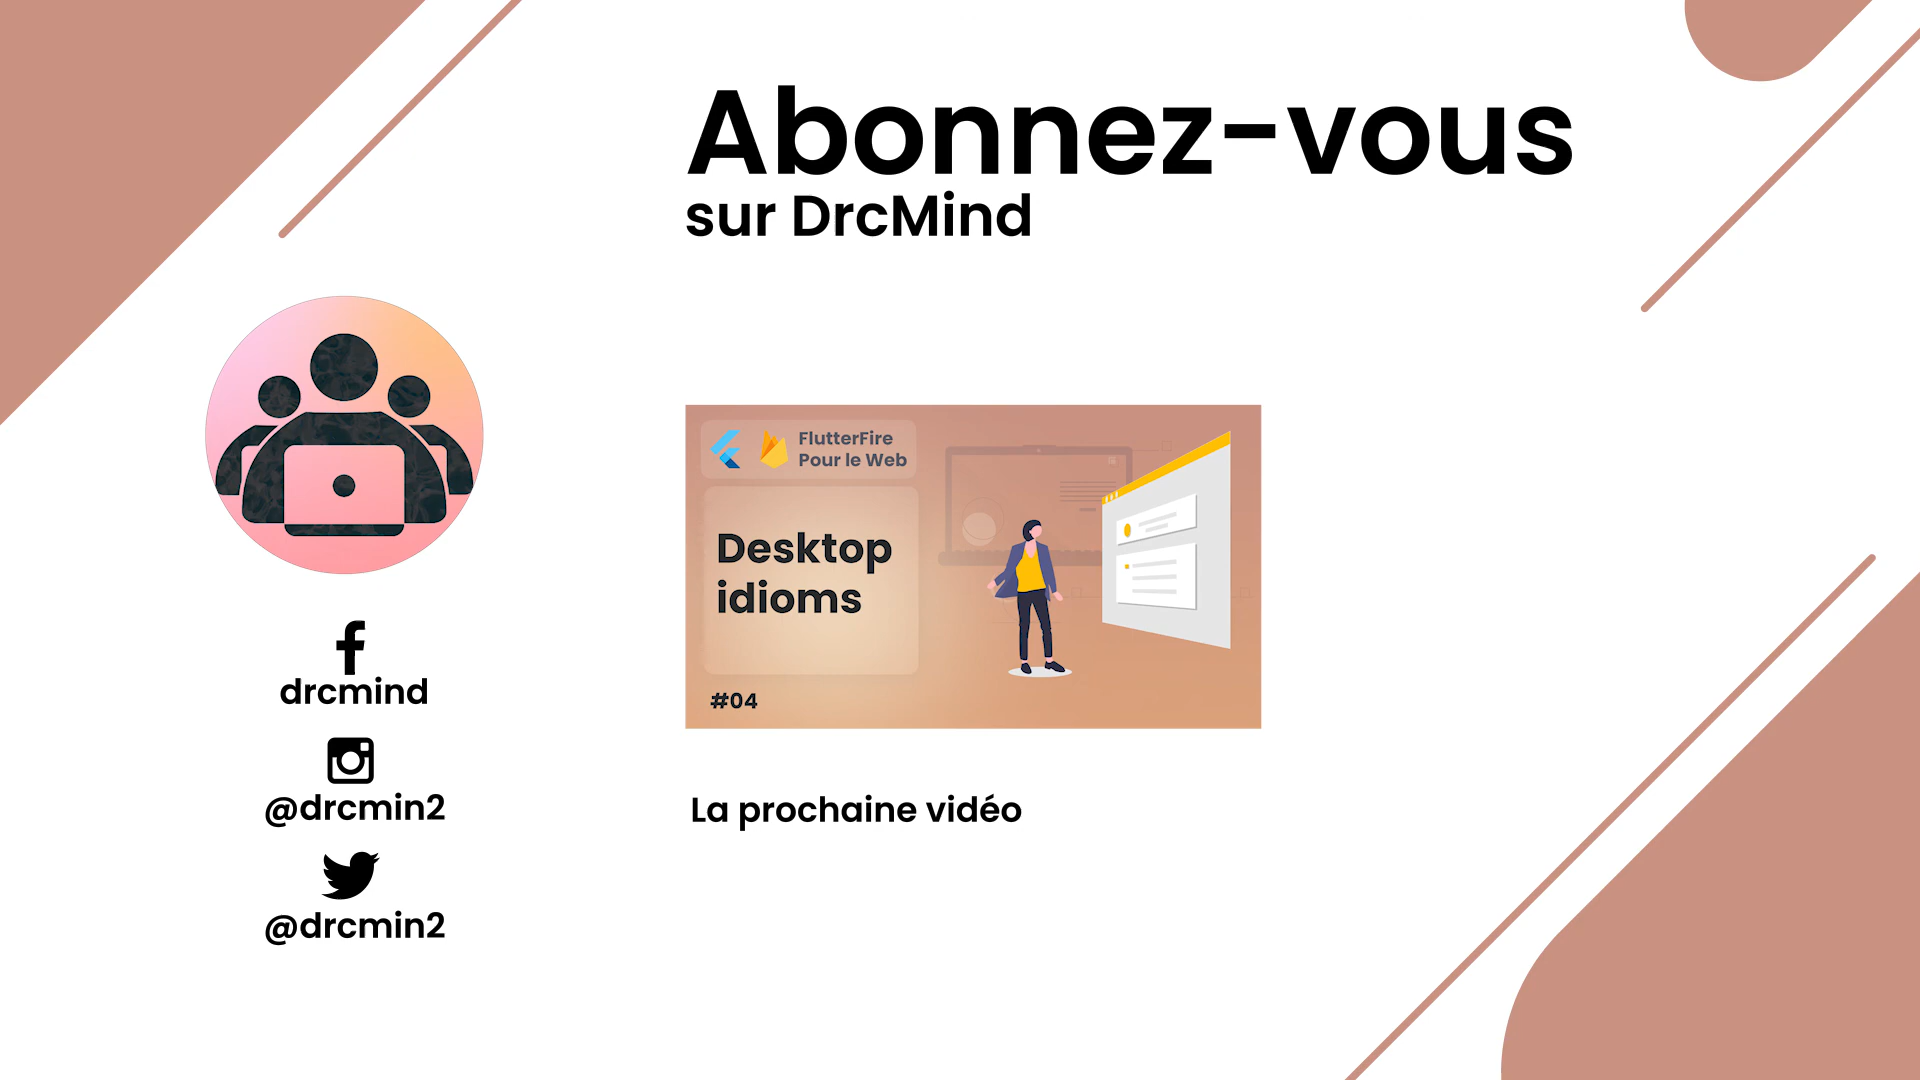 Abonnez-vous
sur DrcMind
drcmind
@drcmin2
@drcmin2
FlutterFire
Pour le Web
Desktop
idioms
#04
La prochaine vidéo